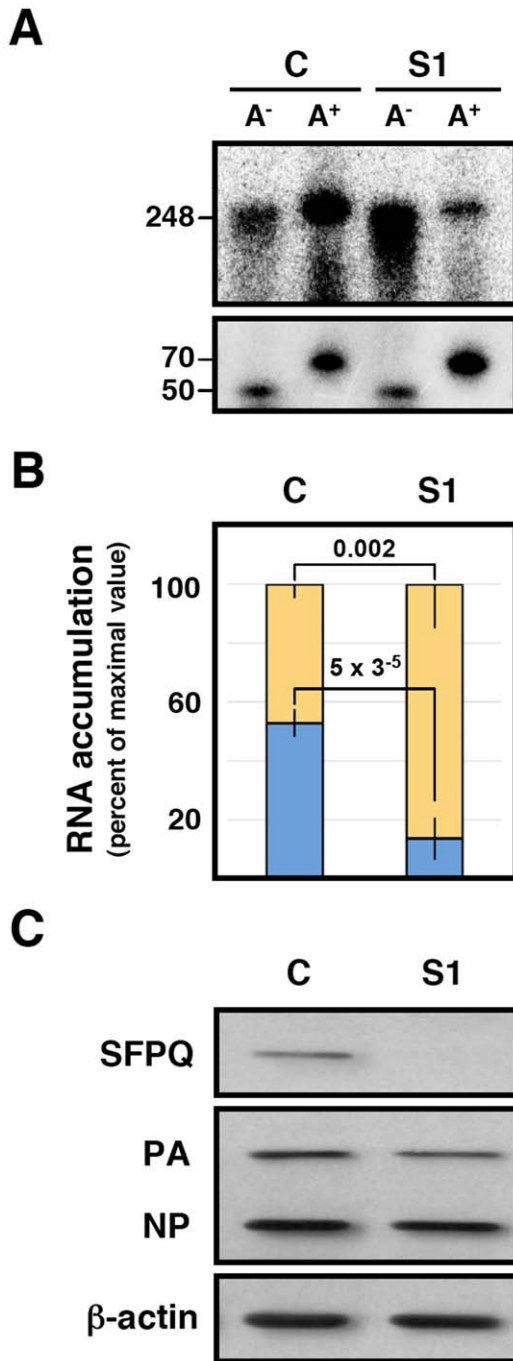 A
C S1
A⁻ A⁺ A⁻ A⁺
248
70
50
B
C S1
RNA accumulation
(percent of maximal value)
100
60
20
0.002
5 x 3⁻⁵
C
C S1
SFPQ
PA
NP
β-actin